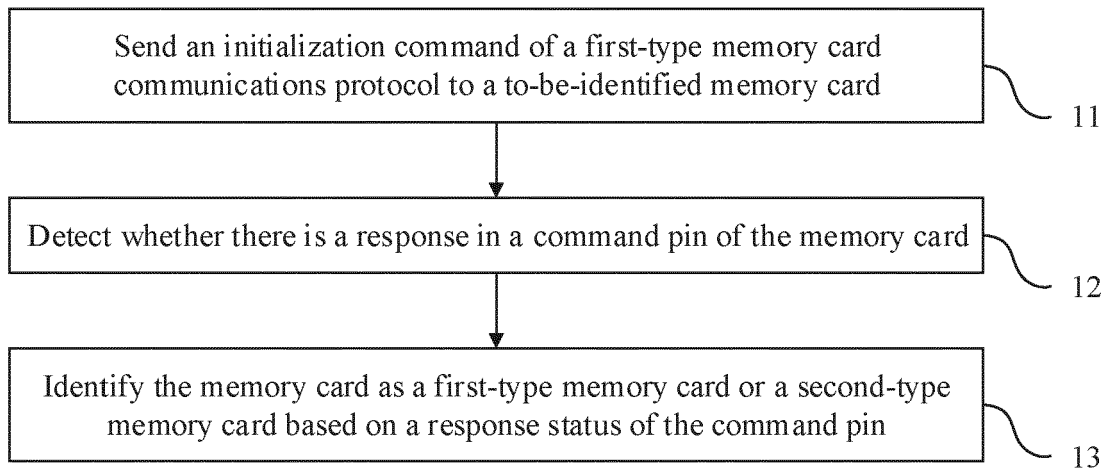 Send an initialization command of a first-type memory card
communications protocol to a to-be-identified memory card
11
Detect whether there is a response in a command pin of the memory card
12
Identify the memory card as a first-type memory card or a second-type
memory card based on a response status of the command pin
13